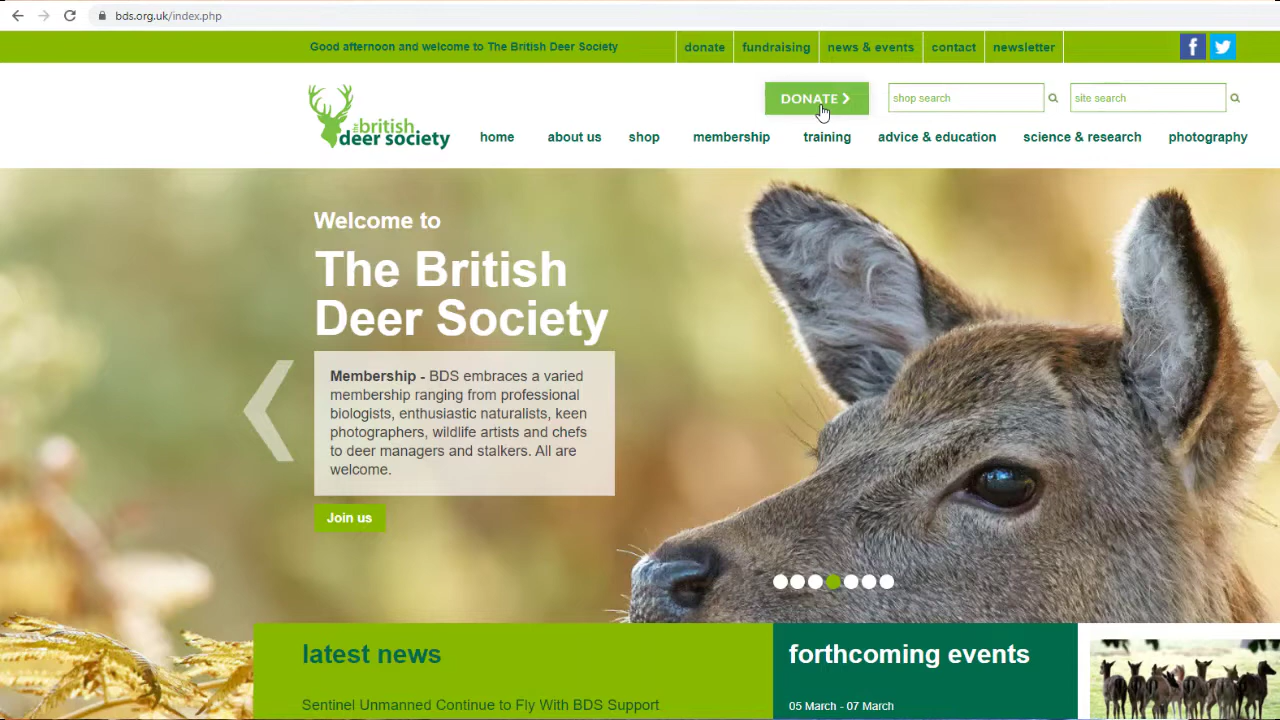 bds.org.uk/index.php
Good afternoon and welcome to The British Deer Society
donate
fundraising
news & events
contact
newsletter
DONATE
shop search
site search
the british
deer society
home
about us
shop
membership
training
advice & education
science & research
photography
Welcome to
The British
Deer Society
Membership - BDS embraces a varied
membership ranging from professional
biologists, enthusiastic naturalists, keen
photographers, wildlife artists and chefs
to deer managers and stalkers. All are
welcome.
Join us
latest news
forthcoming events
Sentinel Unmanned Continue to Fly With BDS Support
05 March - 07 March